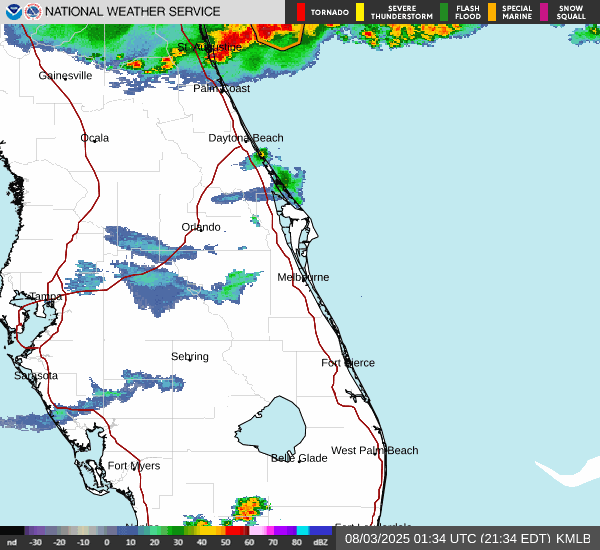 NATIONAL WEATHER SERVICE
TORNADO
SEVERE THUNDERSTORM
FLASH FLOOD
SPECIAL MARINE
SNOW SQUALL
St. Augustine
Gainesville
Palm Coast
Ocala
Daytona Beach
Orlando
Melbourne
Tampa
Sebring
Fort Pierce
Sarasota
West Palm Beach
Belle Glade
Fort Myers
nd -30 -20 -10 0 10 20 30 40 50 60 70 80 dBZ
08/03/2025 01:34 UTC (21:34 EDT) KMLB